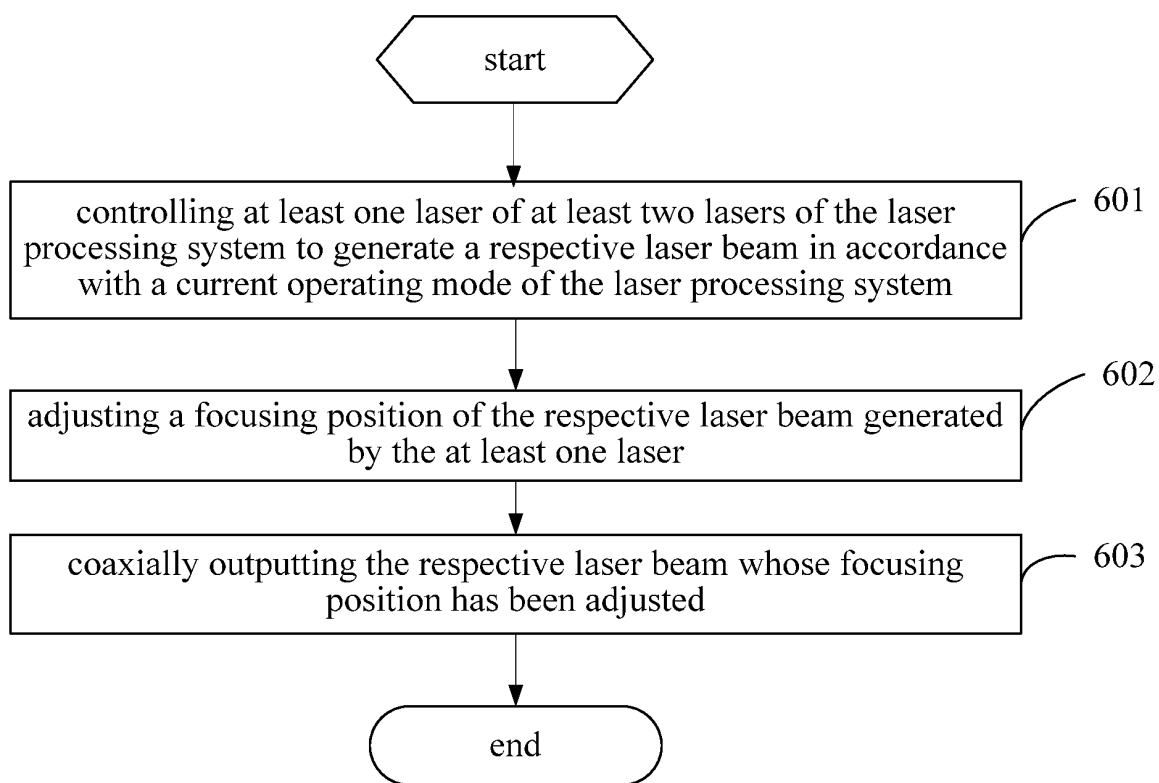 start
controlling at least one laser of at least two lasers of the laser
processing system to generate a respective laser beam in accordance
with a current operating mode of the laser processing system
601
adjusting a focusing position of the respective laser beam generated
by the at least one laser
602
coaxially outputting the respective laser beam whose focusing
position has been adjusted
603
end